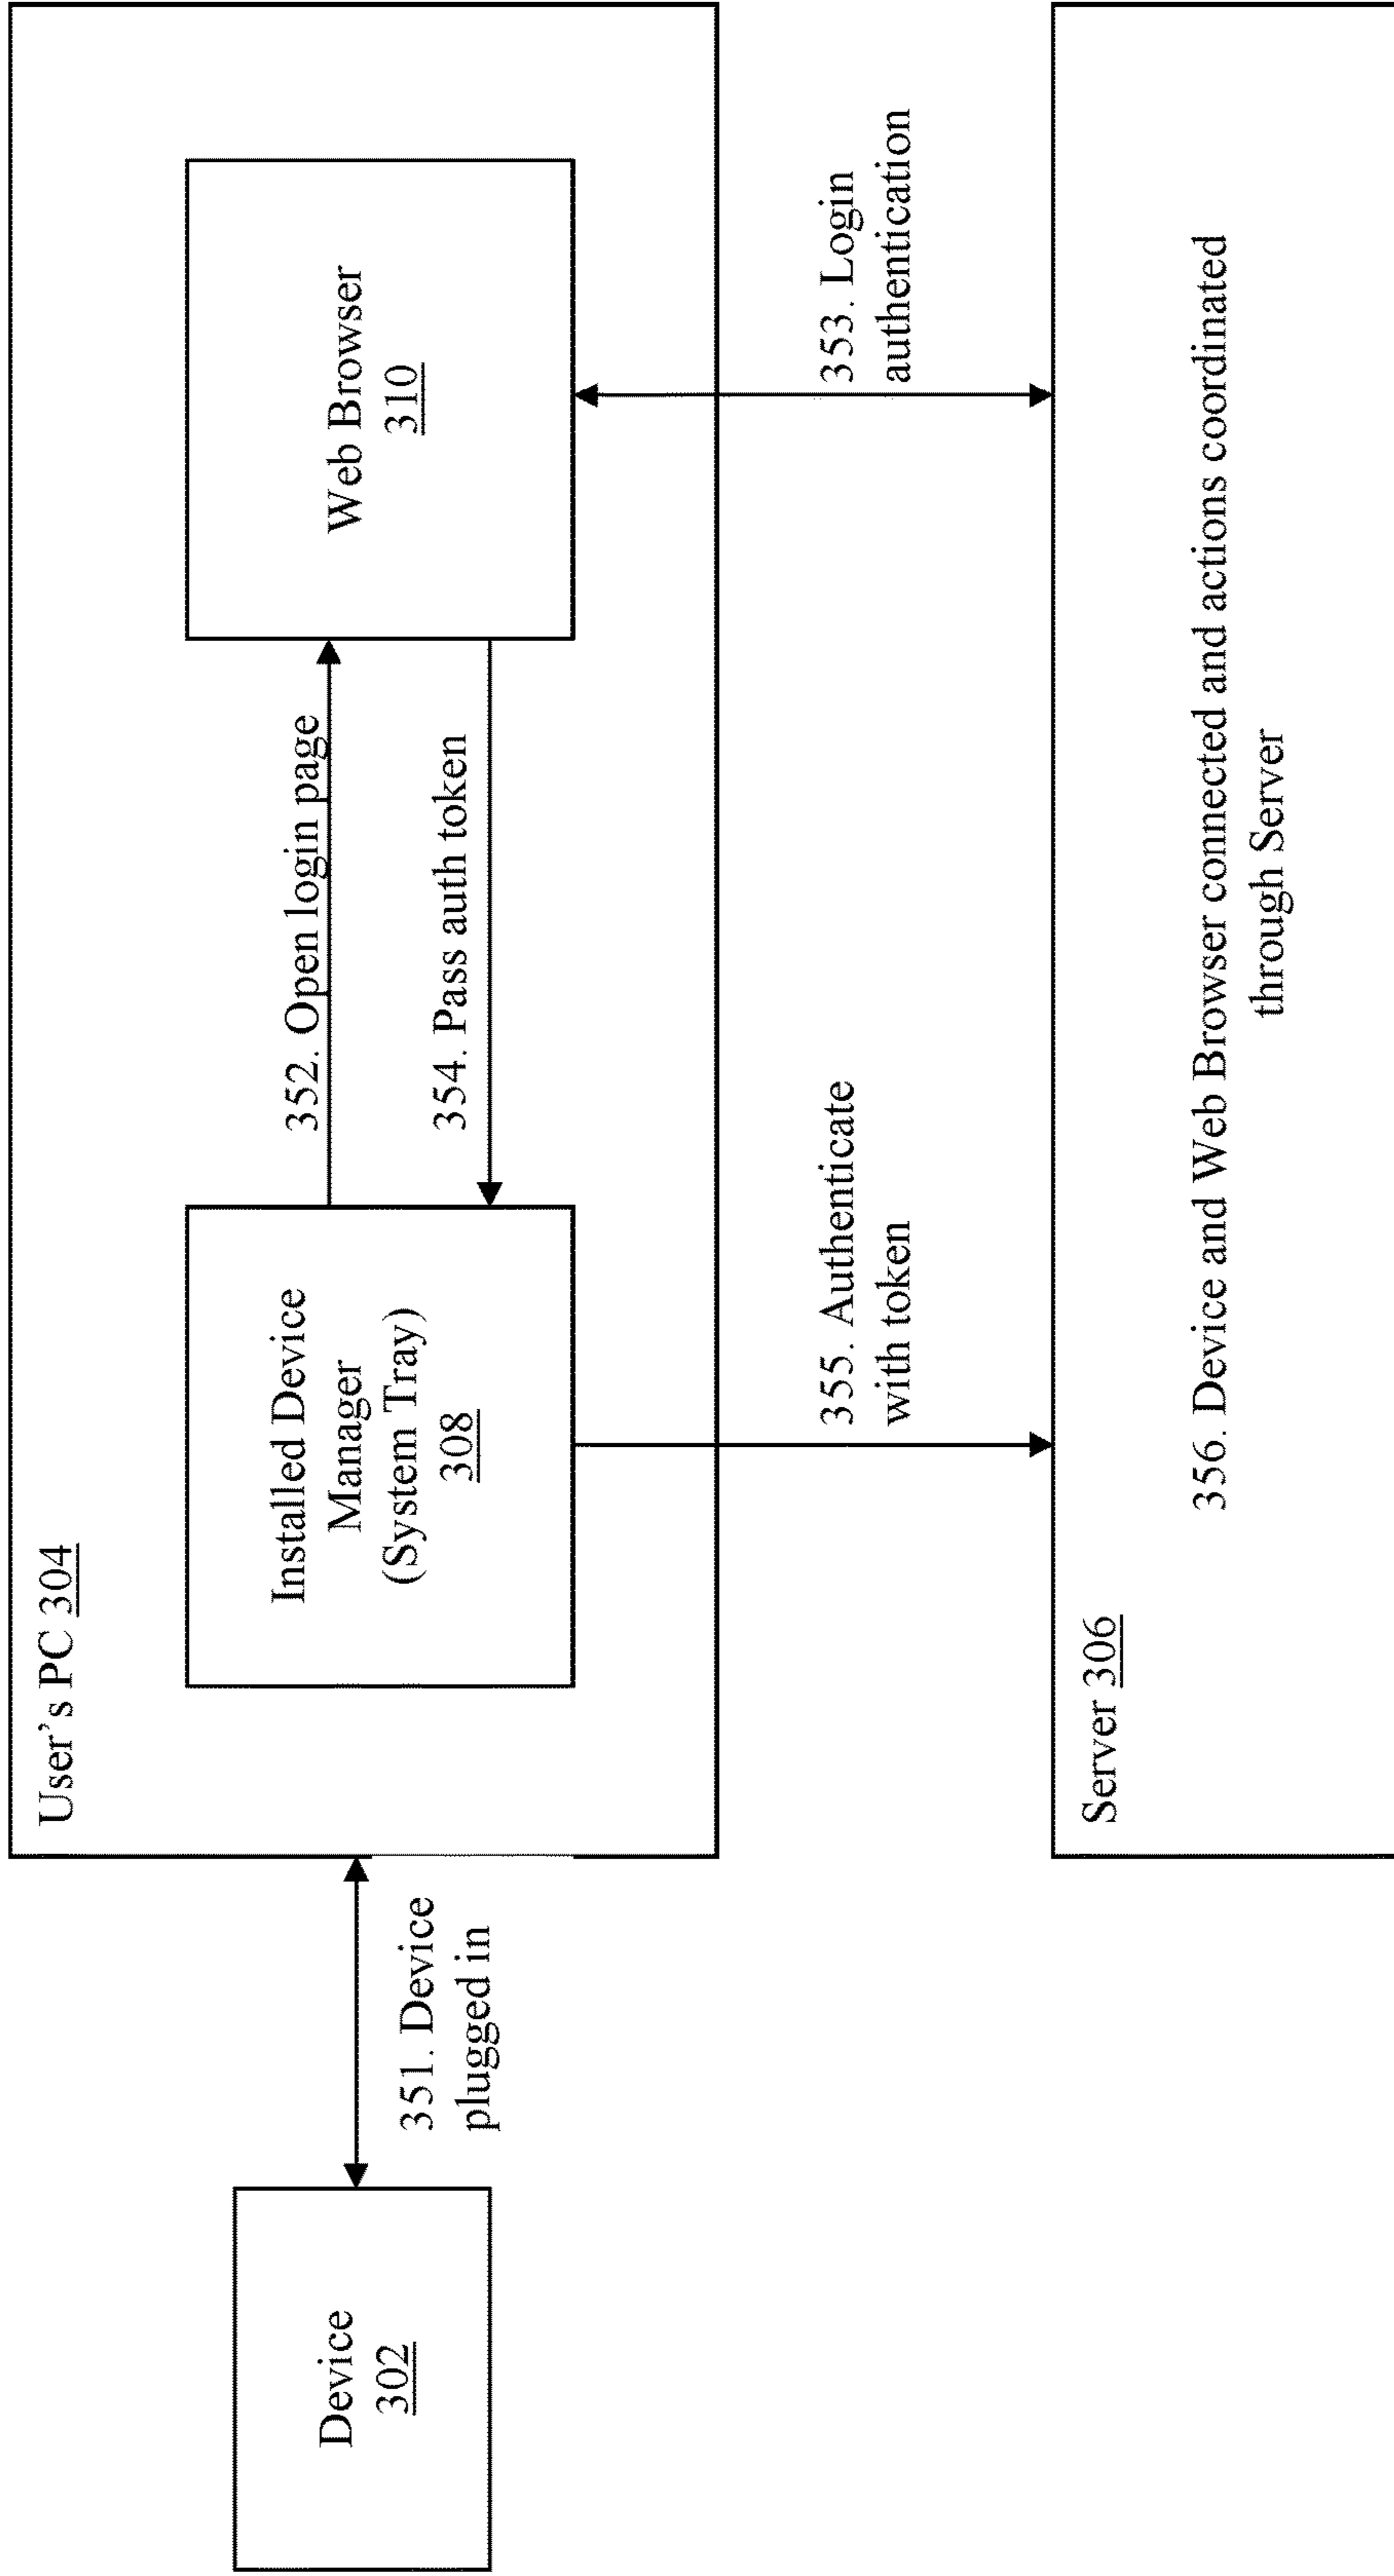 User's PC 304
Installed Device
Manager
(System Tray)
308
352. Open login page
354. Pass auth token
Web Browser
310
Device
302
351. Device
plugged in
355. Authenticate
with token
353. Login
authentication
Server 306
356. Device and Web Browser connected and actions coordinated
through Server